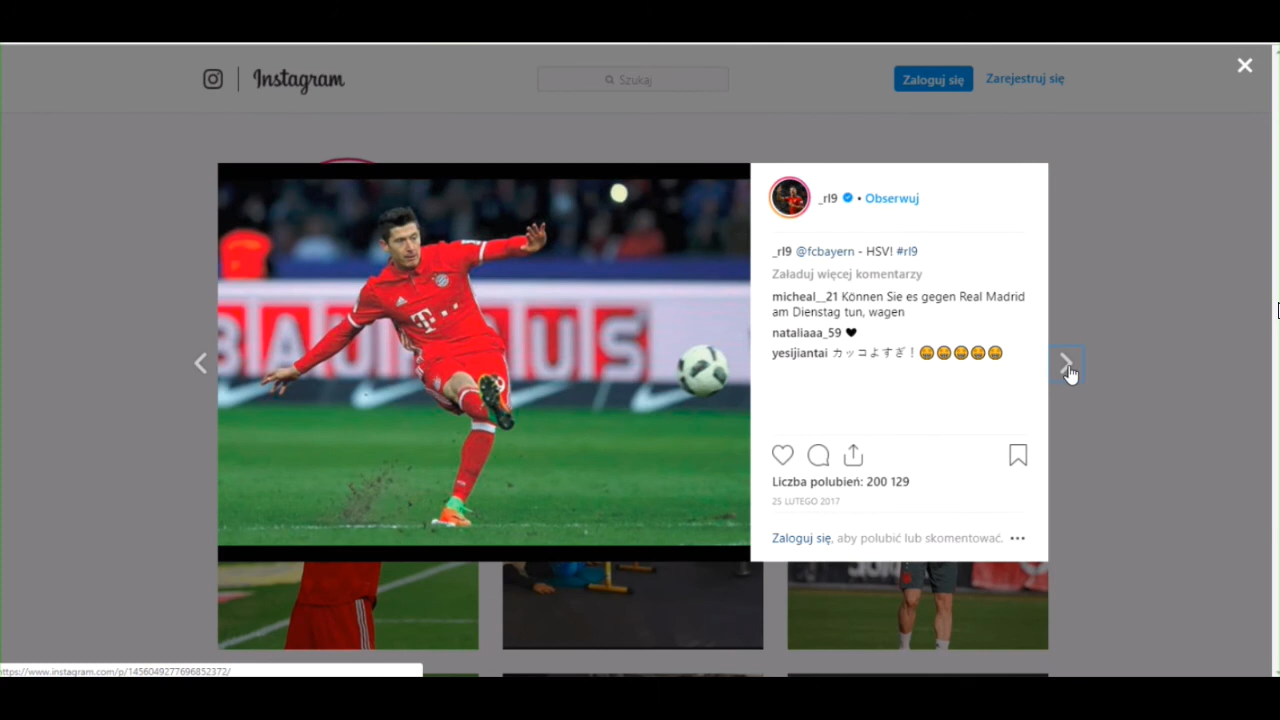 Instagram
Szukaj
Zaloguj się
Zarejestruj się
_rl9 • Obserwuj
_rl9 @fcbayern - HSV! #rl9
Załaduj więcej komentarzy
micheal__21 Können Sie es gegen Real Madrid
am Dienstag tun, wagen
nataliaaa_59 🖤
yesijiantai カッコよすぎ！😄😄😄😄😄
BAUHAUS
T
Liczba polubień: 200 129
25 LUTEGO 2017
Zaloguj się, aby polubić lub skomentować.
https://www.instagram.com/p/1456049277696852372/